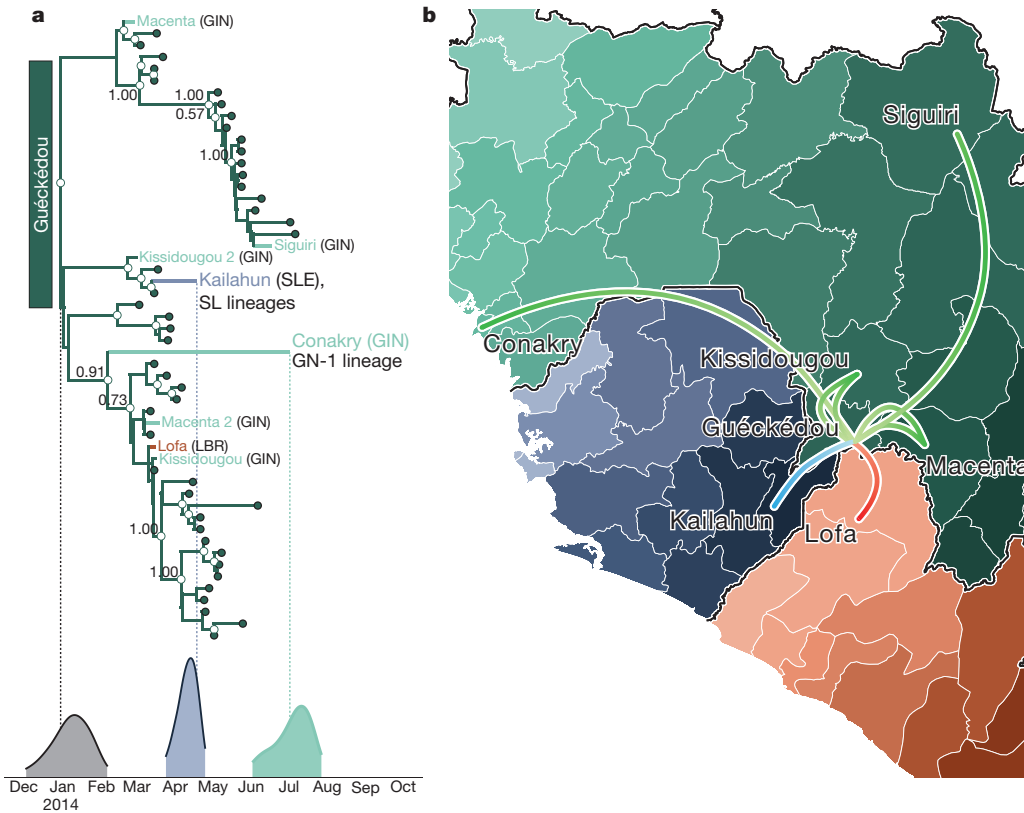 a
Macenta (GIN)
1.00
1.00
0.57
1.00
Guéckédou
Siguiri (GIN)
Kissidougou 2 (GIN)
Kailahun (SLE),
SL lineages
Conakry (GIN)
GN-1 lineage
0.91
0.73
Macenta 2 (GIN)
Lofa (LBR)
Kissidougou (GIN)
1.00
1.00
Dec Jan Feb Mar Apr May Jun Jul Aug Sep Oct
2014
b
Siguiri
Conakry
Kissidougou
Guéckédou
Macenta
Kailahun
Lofa